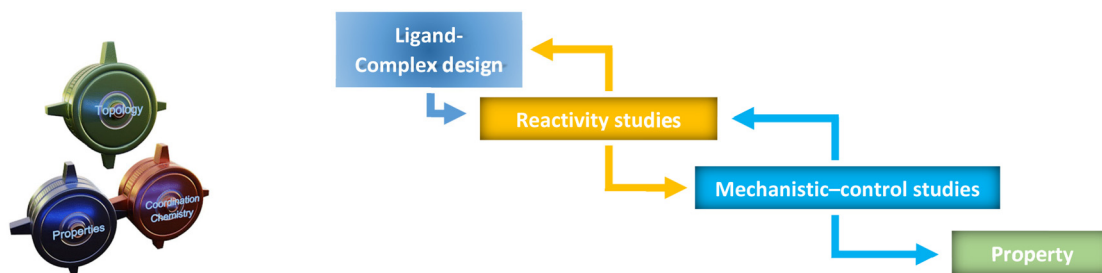 Topology
Properties
Coordination
Chemistry
Ligand-
Complex design
Reactivity studies
Mechanistic–control studies
Property